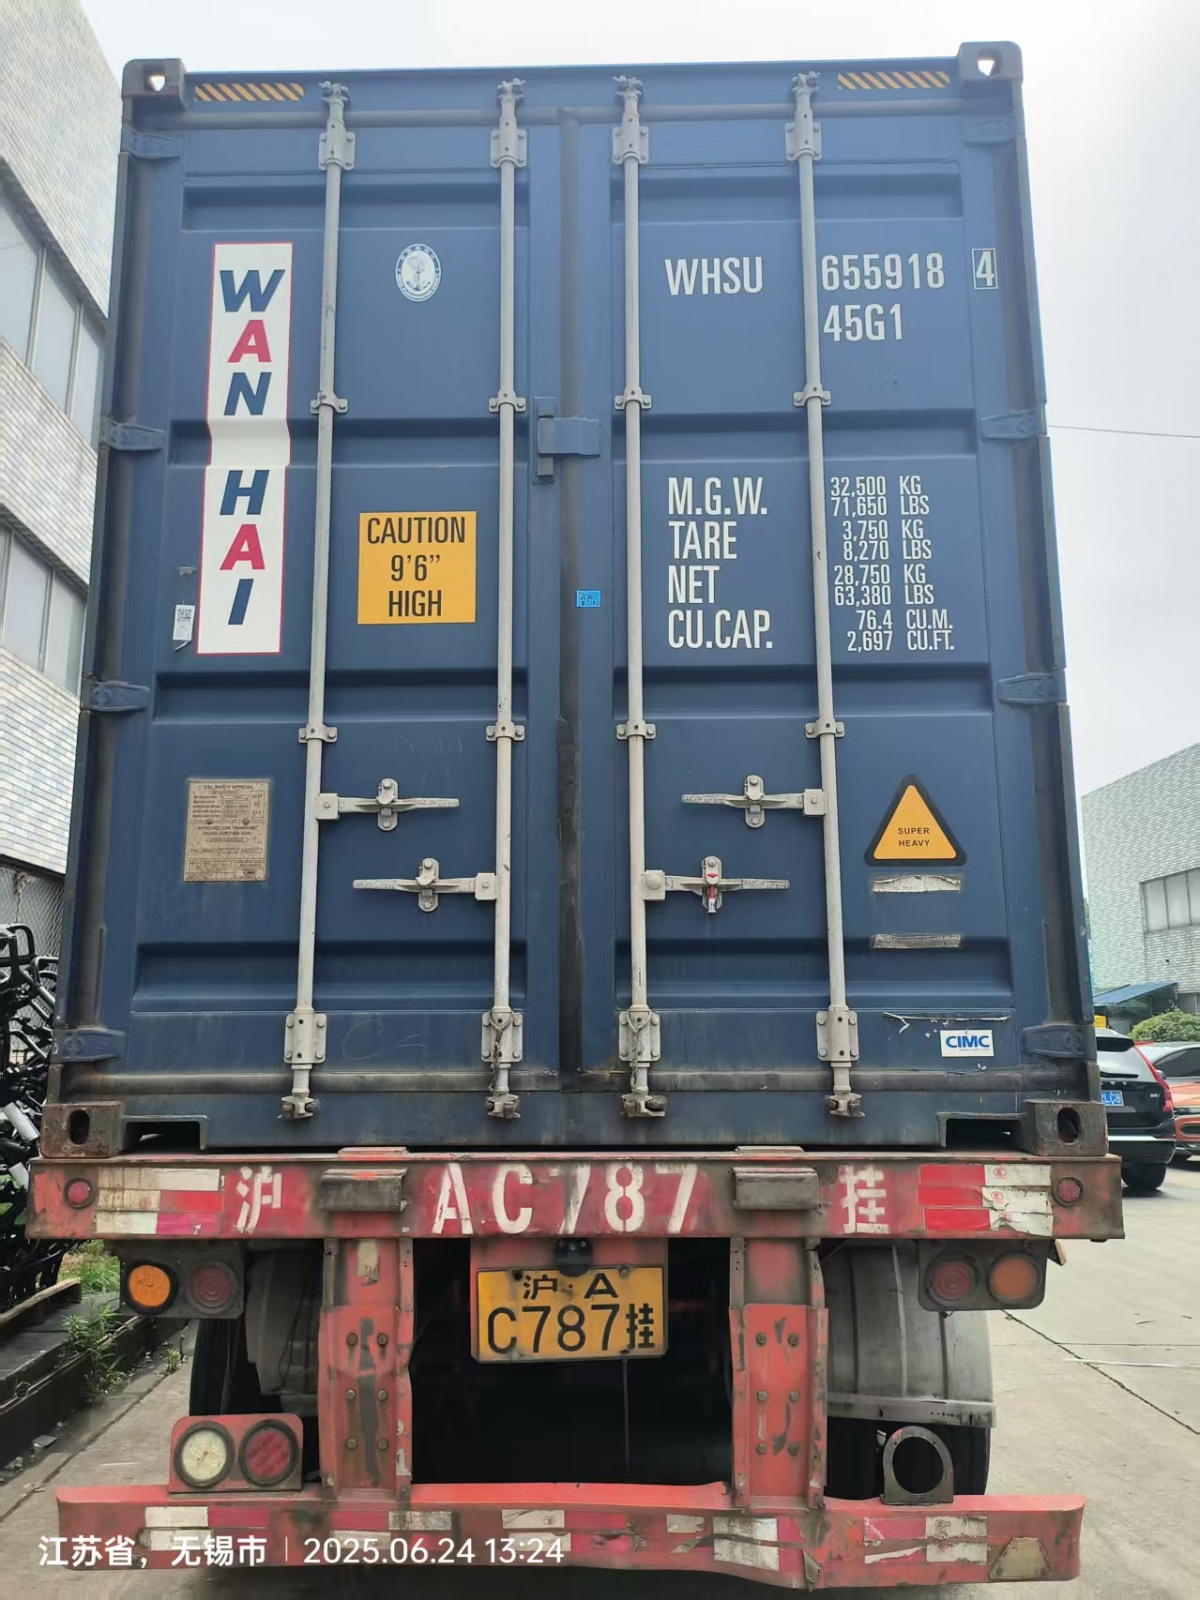 WAN HAI
WHSU 655918 4
45G1
M.G.W. 32,500 KG
71,650 LBS
TARE 3,750 KG
8,270 LBS
NET 28,750 KG
63,380 LBS
CU.CAP. 76.4 CU.M.
2,697 CU.FT.
CAUTION
9'6"
HIGH
CSC SAFETY APPROVAL
SUPER
HEAVY
CIMC
沪 AC787 挂
沪·A
C787挂
江苏省，无锡市 | 2025.06.24 13:24